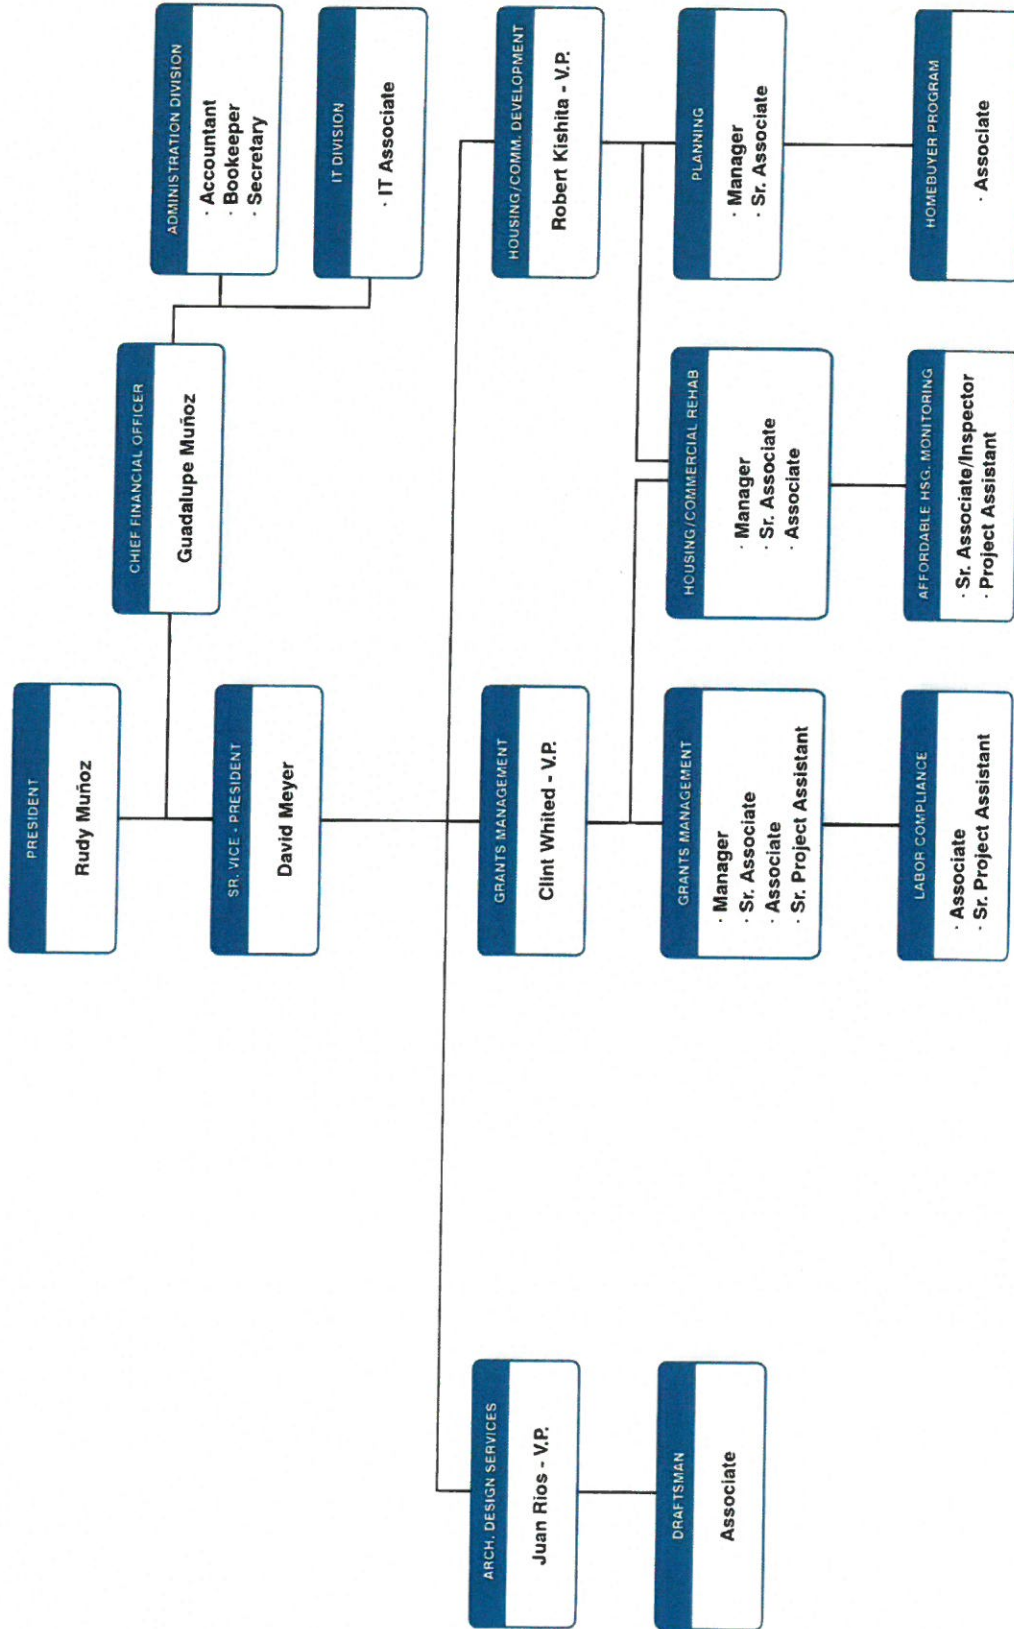 PRESIDENT
Rudy Muñoz
CHIEF FINANCIAL OFFICER
Guadalupe Muñoz
ADMINISTRATION DIVISION
· Accountant
· Bookeeper
· Secretary
IT DIVISION
· IT Associate
SR. VICE - PRESIDENT
David Meyer
ARCH. DESIGN SERVICES
Juan Rios - V.P.
GRANTS MANAGEMENT
Clint Whited - V.P.
HOUSING/COMM. DEVELOPMENT
Robert Kishita - V.P.
DRAFTSMAN
Associate
GRANTS MANAGEMENT
· Manager
· Sr. Associate
· Associate
· Sr. Project Assistant
HOUSING/COMMERCIAL REHAB
· Manager
· Sr. Associate
· Associate
PLANNING
· Manager
· Sr. Associate
LABOR COMPLIANCE
· Associate
· Sr. Project Assistant
AFFORDABLE HSG. MONITORING
· Sr. Associate/Inspector
· Project Assistant
HOMEBUYER PROGRAM
· Associate